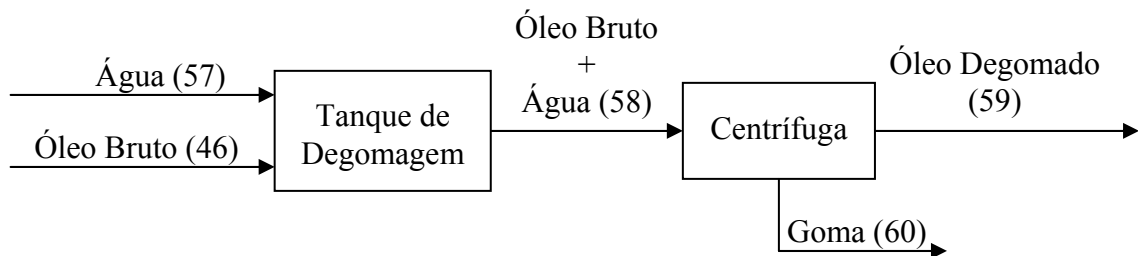 Água (57)
Óleo Bruto (46)
Tanque de
Degomagem
Óleo Bruto
+
Água (58)
Centrífuga
Óleo Degomado
(59)
Goma (60)